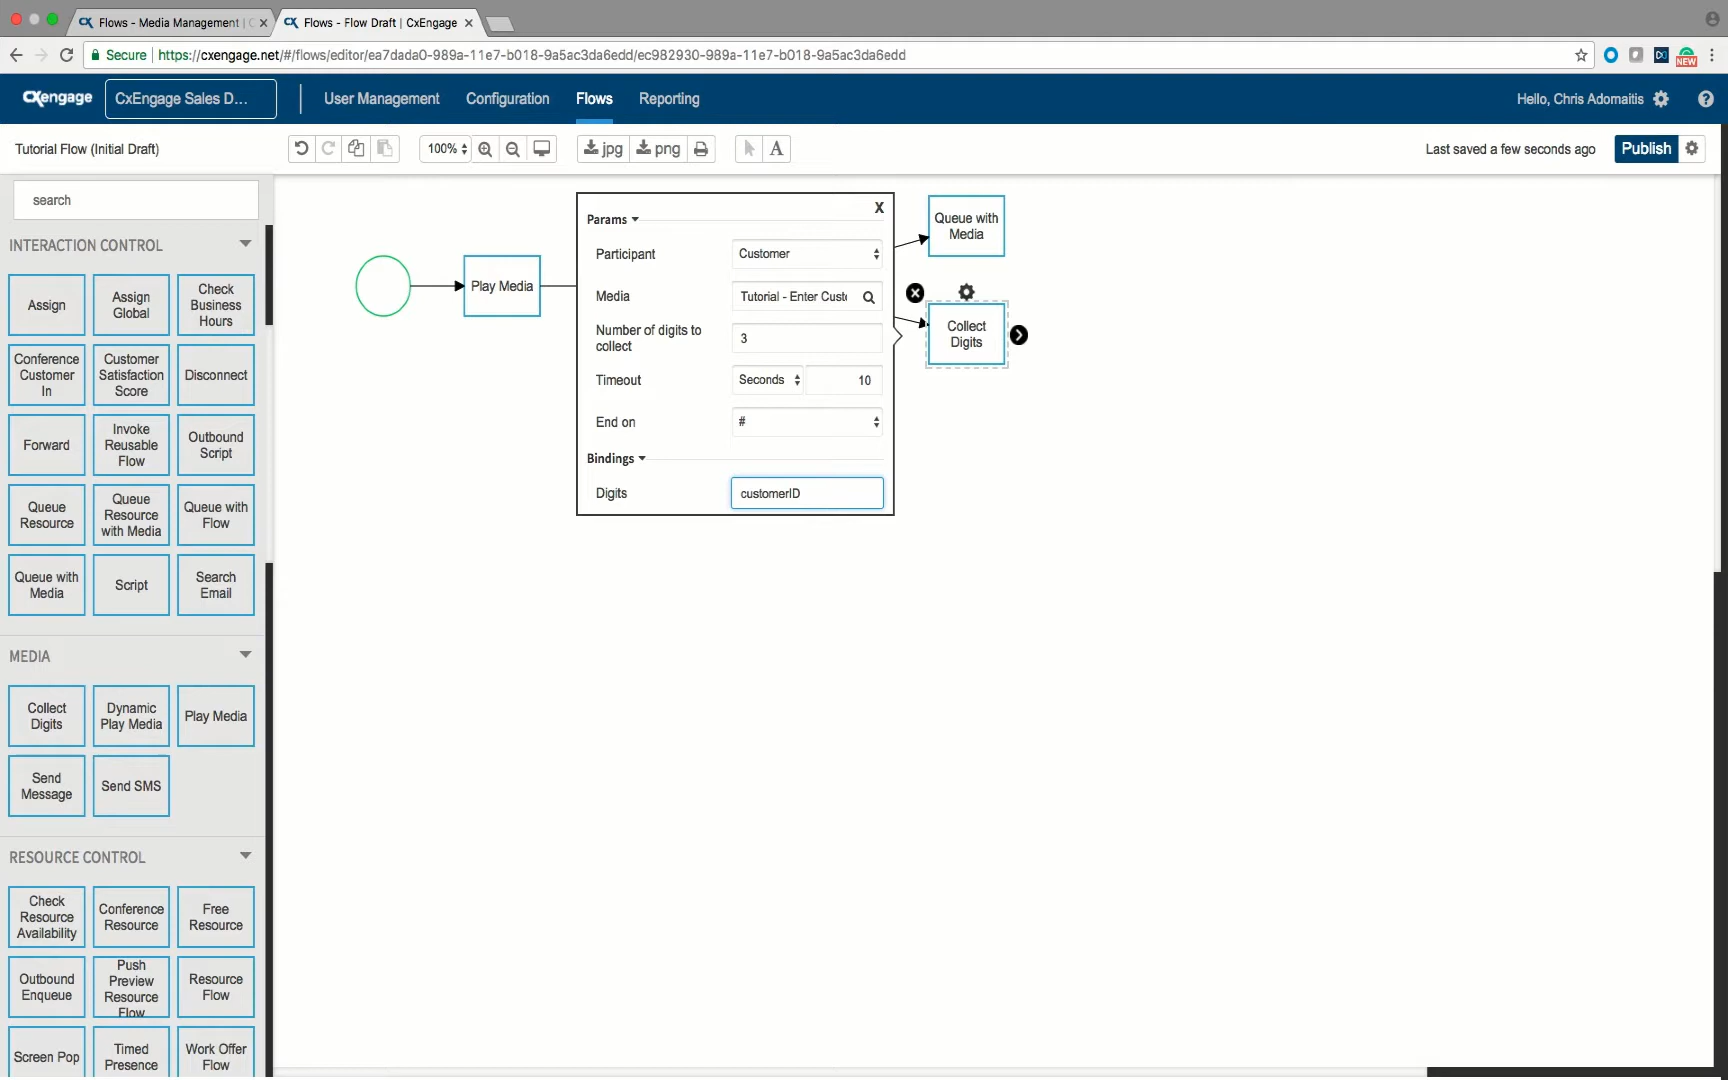 Flows - Media Management | C
Flows - Flow Draft | CxEngage
Secure
https://cxengage.net/#/flows/editor/ea7dada0-989a-11e7-b018-9a5ac3da6edd/ec982930-989a-11e7-b018-9a5ac3da6edd
NEW
CXengage
CxEngage Sales D...
User Management
Configuration
Flows
Reporting
Hello, Chris Adomaitis
?
Tutorial Flow (Initial Draft)
100%
jpg
png
A
Last saved a few seconds ago
Publish
search
INTERACTION CONTROL
Assign
Assign
Global
Check
Business
Hours
Conference
Customer
In
Customer
Satisfaction
Score
Disconnect
Forward
Invoke
Reusable
Flow
Outbound
Script
Queue
Resource
Queue
Resource
with Media
Queue with
Flow
Queue with
Media
Script
Search
Email
MEDIA
Collect
Digits
Dynamic
Play Media
Play Media
Send
Message
Send SMS
RESOURCE CONTROL
Check
Resource
Availability
Conference
Resource
Free
Resource
Outbound
Enqueue
Push
Preview
Resource
Flow
Resource
Flow
Screen Pop
Timed
Presence
Work Offer
Flow
Play Media
X
Params
Participant
Customer
Media
Tutorial - Enter Custo
Number of digits to
collect
3
Timeout
Seconds
10
End on
#
Bindings
Digits
customerID
Queue with
Media
Collect
Digits